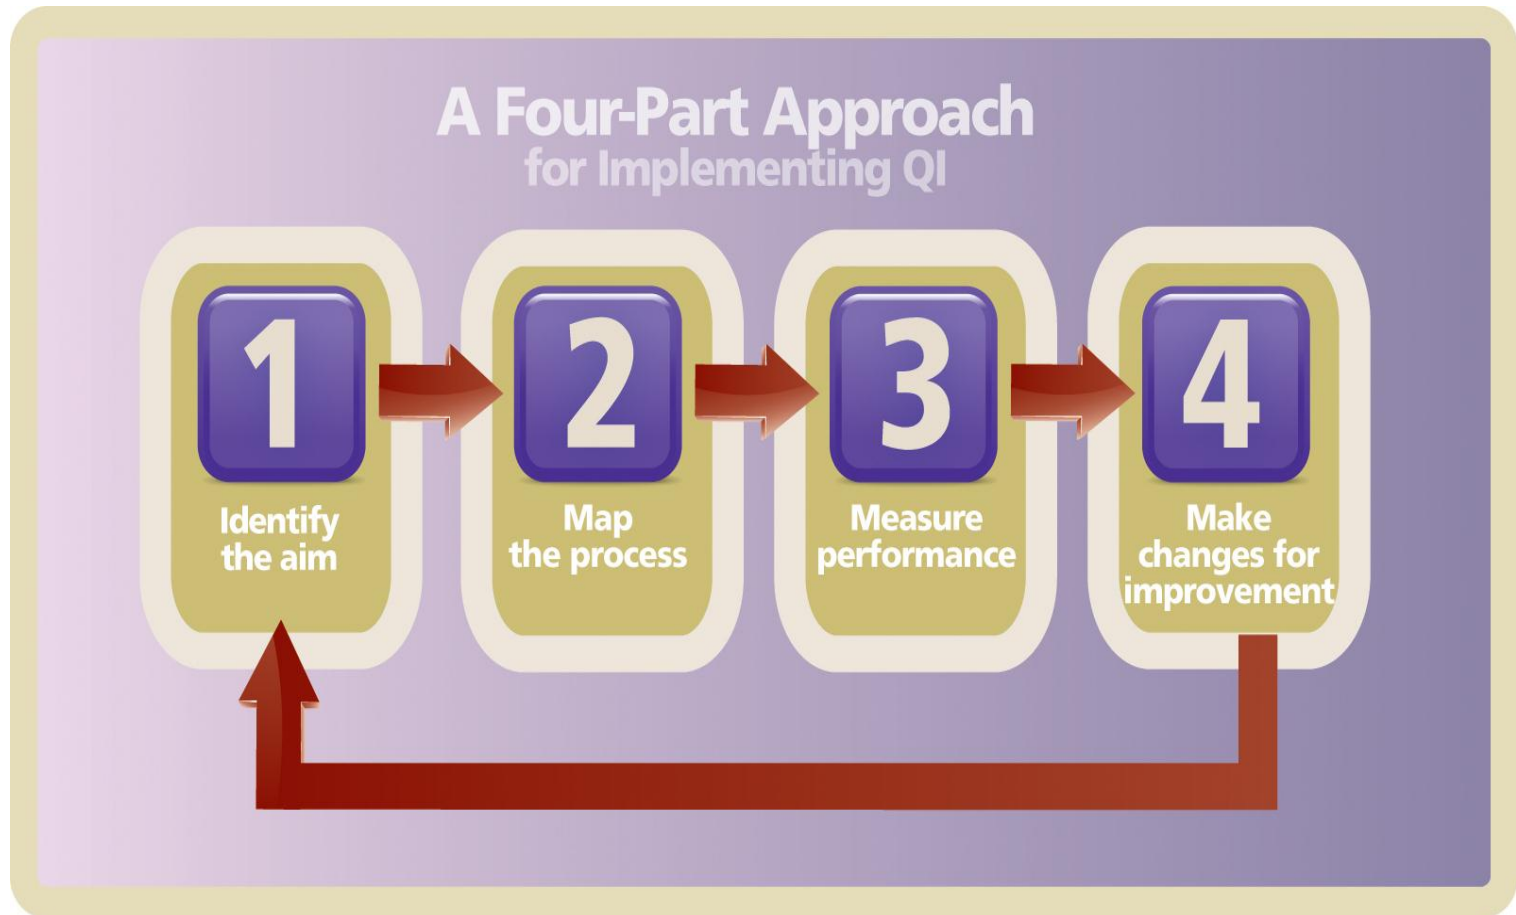 A Four-Part Approach
for Implementing QI
1
Identify
the aim
2
Map
the process
3
Measure
performance
4
Make
changes for
improvement